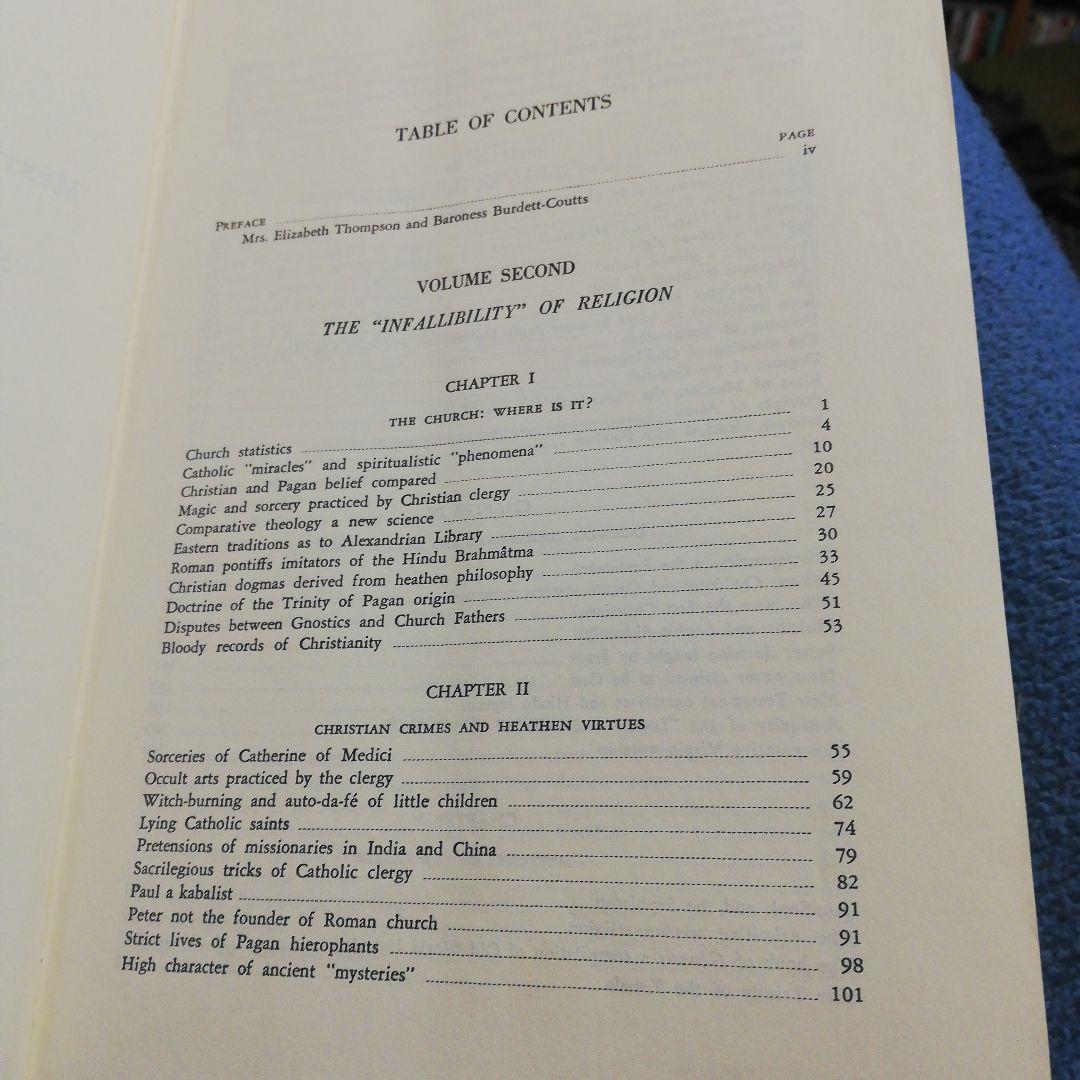 TABLE OF CONTENTS
PAGE
PREFACE iv
Mrs. Elizabeth Thompson and Baroness Burdett-Coutts
VOLUME SECOND
THE "INFALLIBILITY" OF RELIGION
CHAPTER I
THE CHURCH: WHERE IS IT?
Church statistics 1
Catholic "miracles" and spiritualistic "phenomena" 4
Christian and Pagan belief compared 10
Magic and sorcery practiced by Christian clergy 20
Comparative theology a new science 25
Eastern traditions as to Alexandrian Library 27
Roman pontiffs imitators of the Hindu Brahmâtma 30
Christian dogmas derived from heathen philosophy 33
Doctrine of the Trinity of Pagan origin 45
Disputes between Gnostics and Church Fathers 51
Bloody records of Christianity 53
CHAPTER II
CHRISTIAN CRIMES AND HEATHEN VIRTUES
Sorceries of Catherine of Medici 55
Occult arts practiced by the clergy 59
Witch-burning and auto-da-fé of little children 62
Lying Catholic saints 74
Pretensions of missionaries in India and China 79
Sacrilegious tricks of Catholic clergy 82
Paul a kabalist 91
Peter not the founder of Roman church 91
Strict lives of Pagan hierophants 98
High character of ancient "mysteries" 101